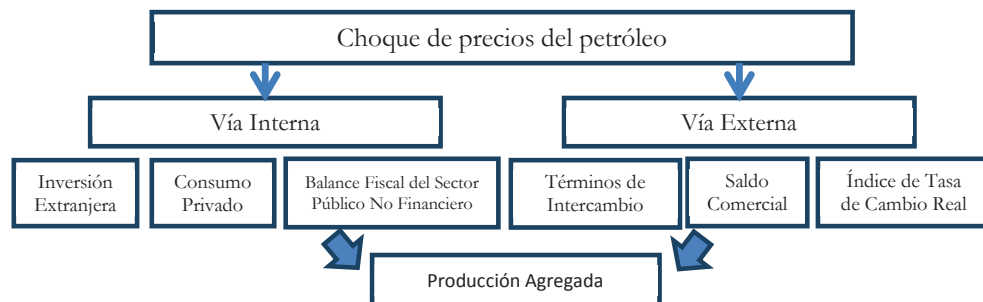 Choque de precios del petróleo
Vía Interna
Vía Externa
Inversión
Extranjera
Consumo
Privado
Balance Fiscal del Sector
Público No Financiero
Términos de
Intercambio
Saldo
Comercial
Índice de Tasa
de Cambio Real
Producción Agregada